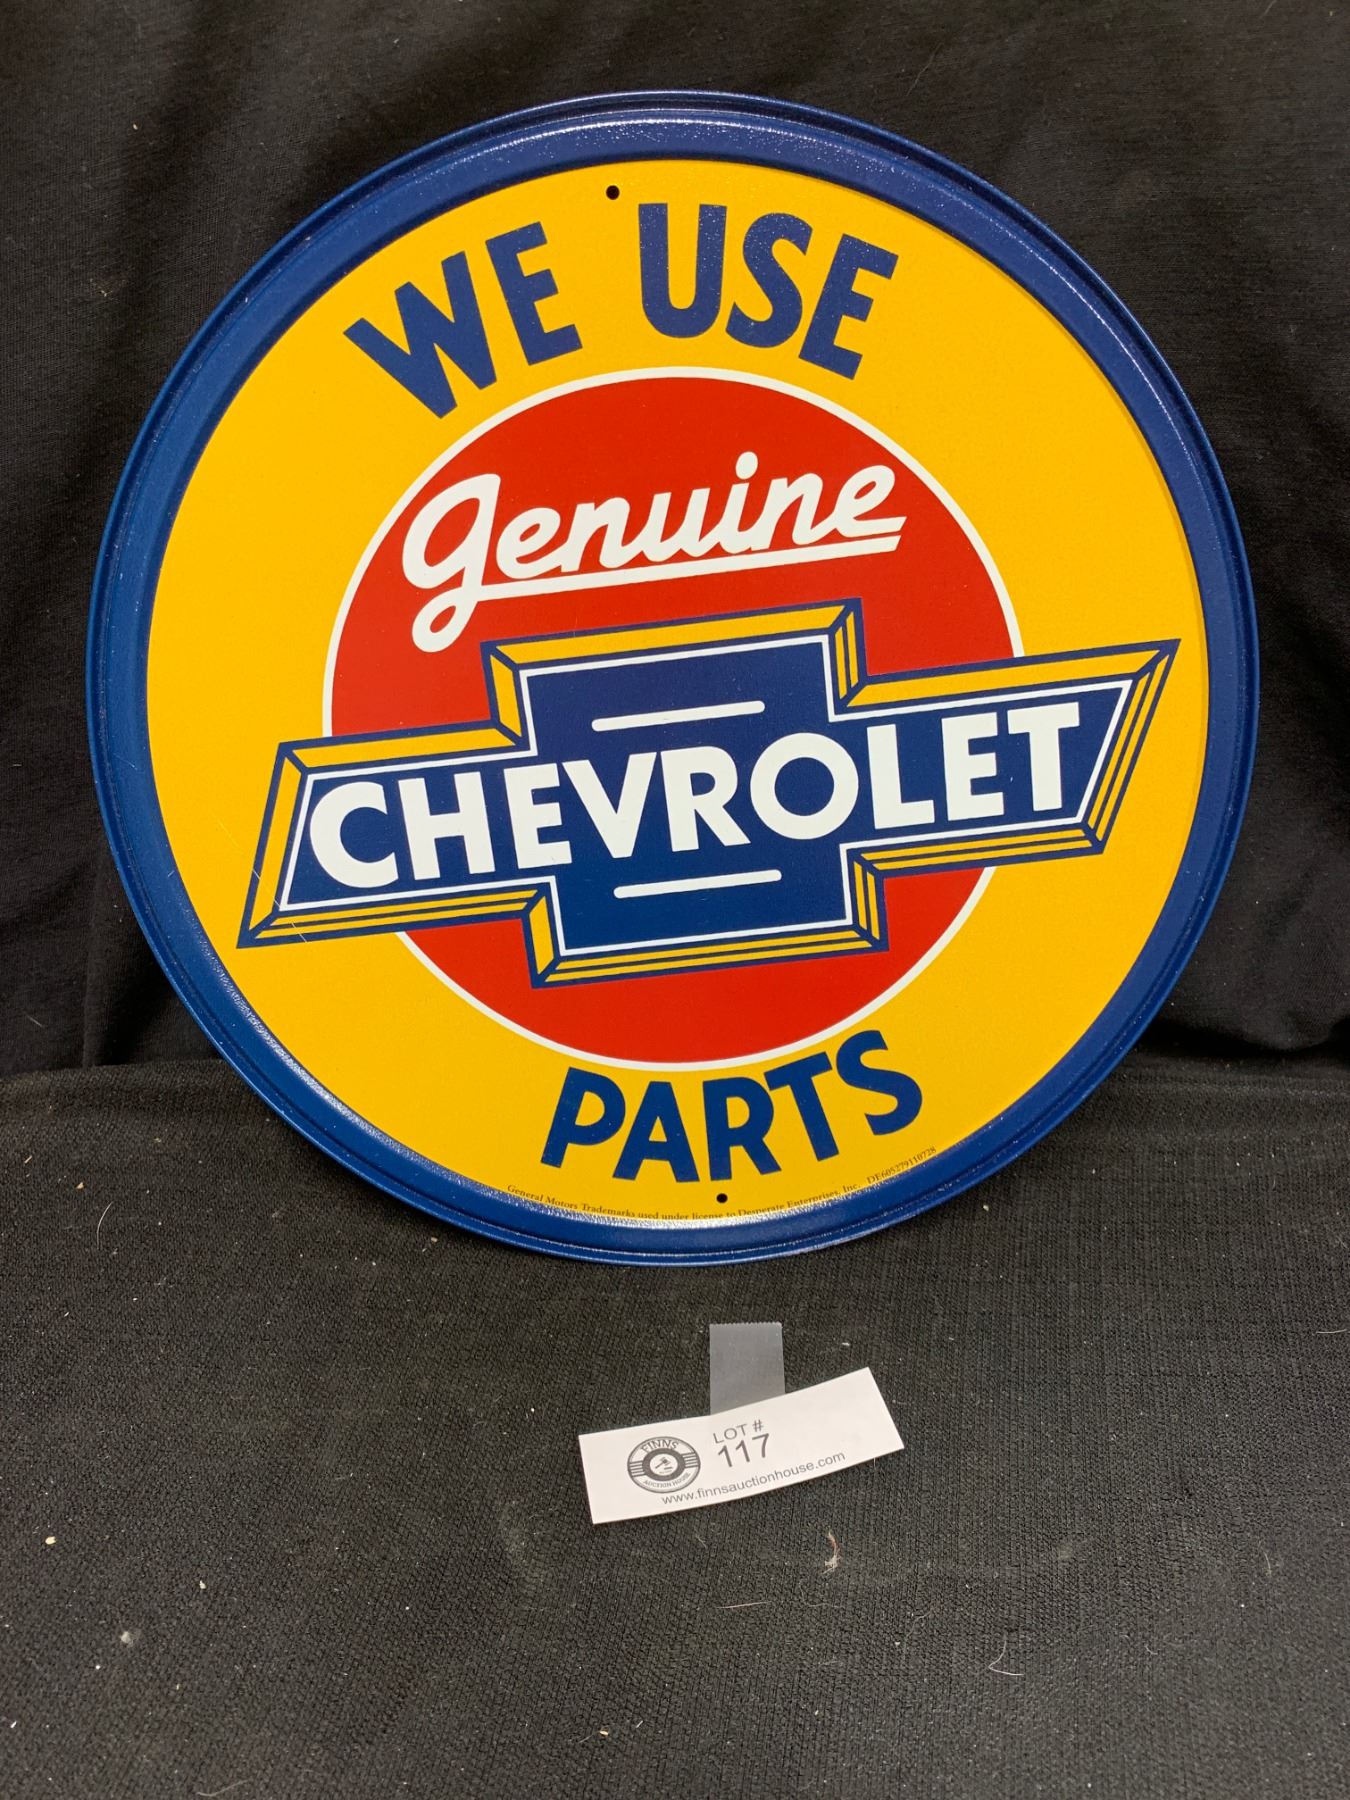 WE USE
Genuine
CHEVROLET
PARTS
General Motors Trademarks used under license to Desperate Enterprises, Inc. DE605279110728
FINNS
AUCTION HOUSE
LOT #
117
www.finnsauctionhouse.com